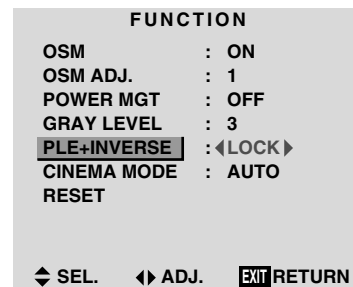 FUNCTION
OSM : ON
OSM ADJ. : 1
POWER MGT : OFF
GRAY LEVEL : 3
PLE+INVERSE : ◀LOCK▶
CINEMA MODE : AUTO
RESET
SEL. ADJ. EXIT RETURN